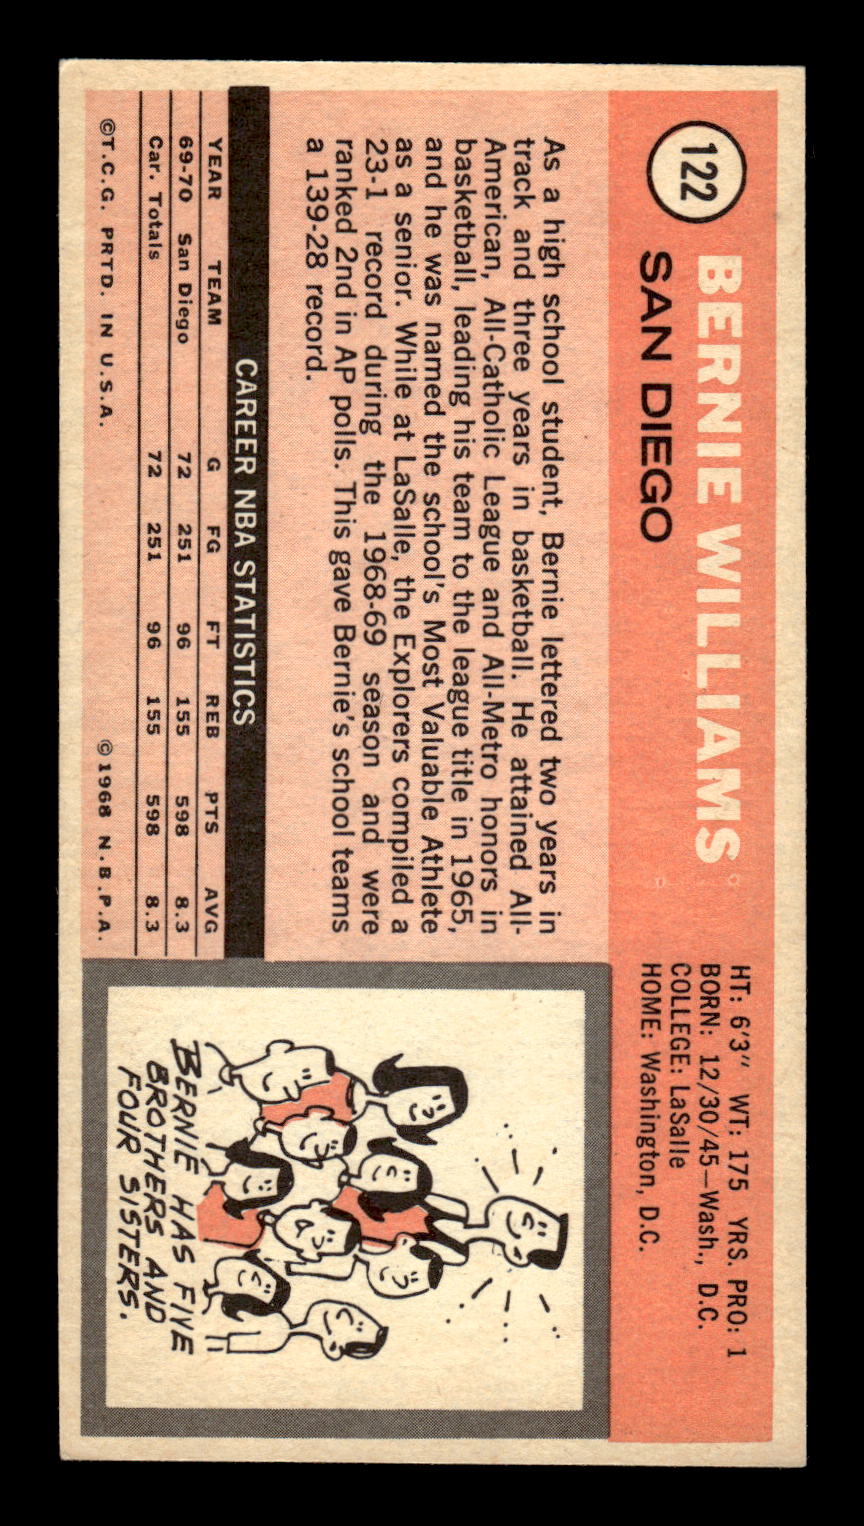 122
BERNIE WILLIAMS
SAN DIEGO
HT: 6'3" WT: 175 YRS. PRO: 1
BORN: 12/30/45—Wash., D.C.
COLLEGE: LaSalle
HOME: Washington, D.C.
As a high school student, Bernie lettered two years in
track and three years in basketball. He attained All-
American, All-Catholic League and All-Metro honors in
basketball, leading his team to the league title in 1965,
and he was named the school's Most Valuable Athlete
as a senior. While at LaSalle, the Explorers compiled a
23-1 record during the 1968-69 season and were
ranked 2nd in AP polls. This gave Bernie's school teams
a 139-28 record.
CAREER NBA STATISTICS
YEAR TEAM G FG FT REB PTS AVG
69-70 San Diego 72 251 96 155 598 8.3
Car. Totals 72 251 96 155 598 8.3
©T.C.G. PRTD. IN U.S.A. ©1968 N.B.P.A.
BERNIE HAS FIVE
BROTHERS AND
FOUR SISTERS.